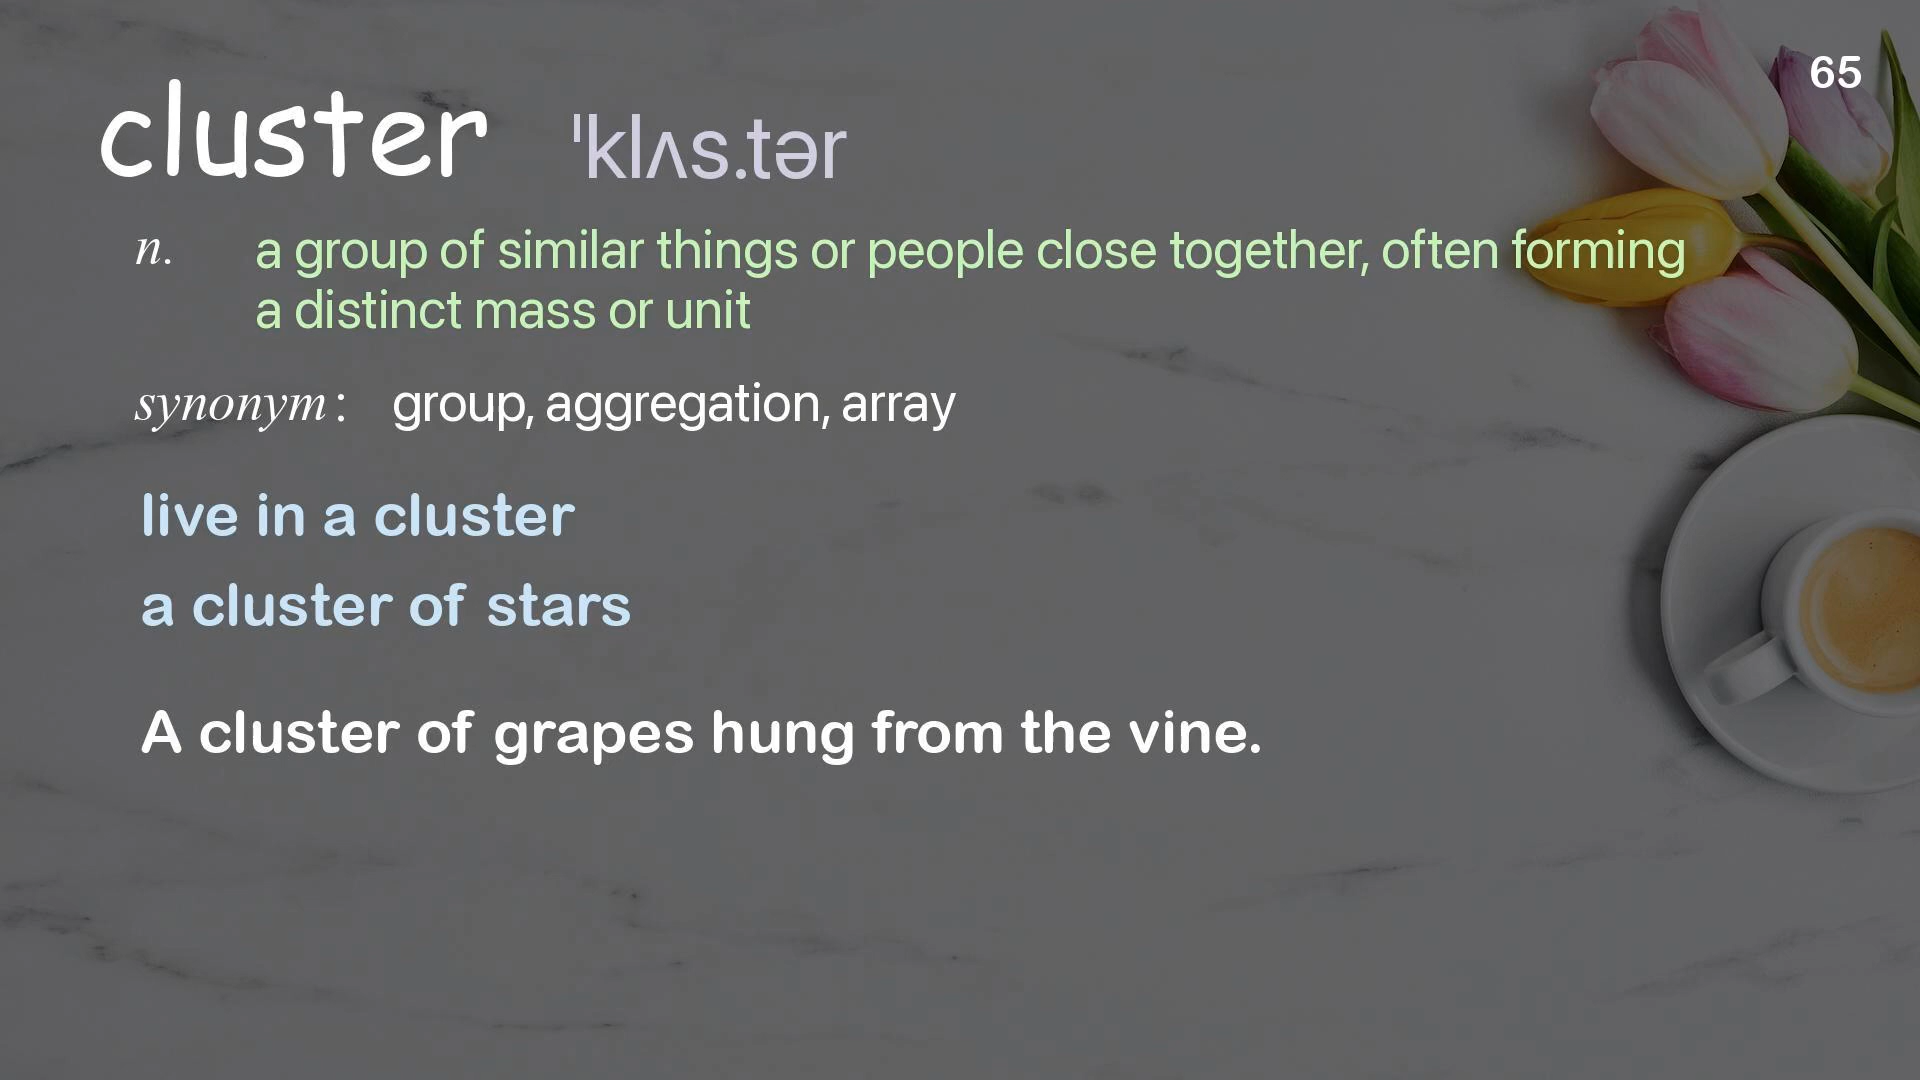 65
cluster ˈklʌs.tər
n. a group of similar things or people close together, often forming
a distinct mass or unit
synonym: group, aggregation, array
live in a cluster
a cluster of stars
A cluster of grapes hung from the vine.